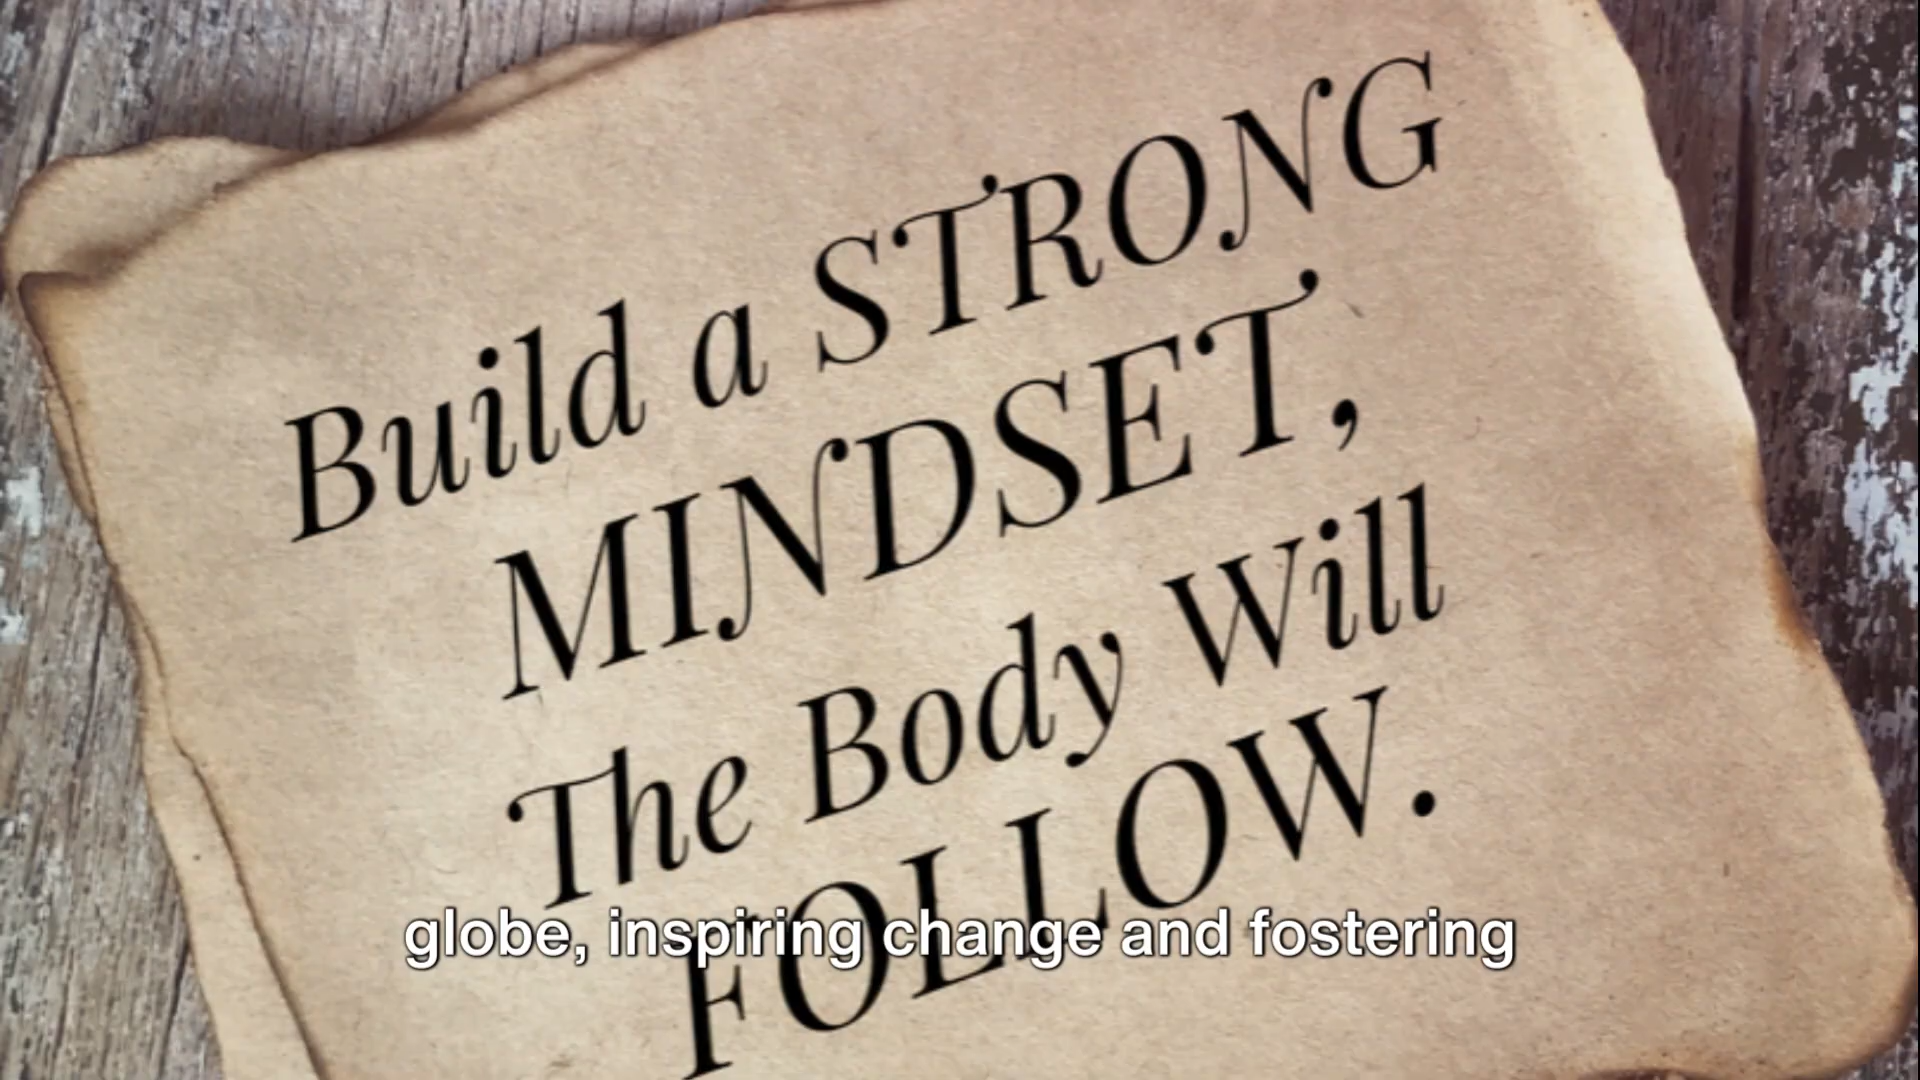 Build a STRONG
MINDSET,
The Body Will
FOLLOW.
globe, inspiring change and fostering